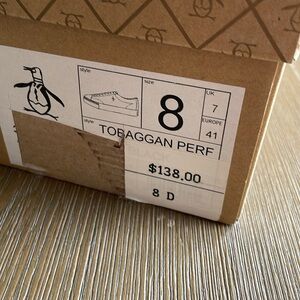 style
size
8
UK
7
EUROPE
41
style
TOBAGGAN PERF
$138.00
8 D